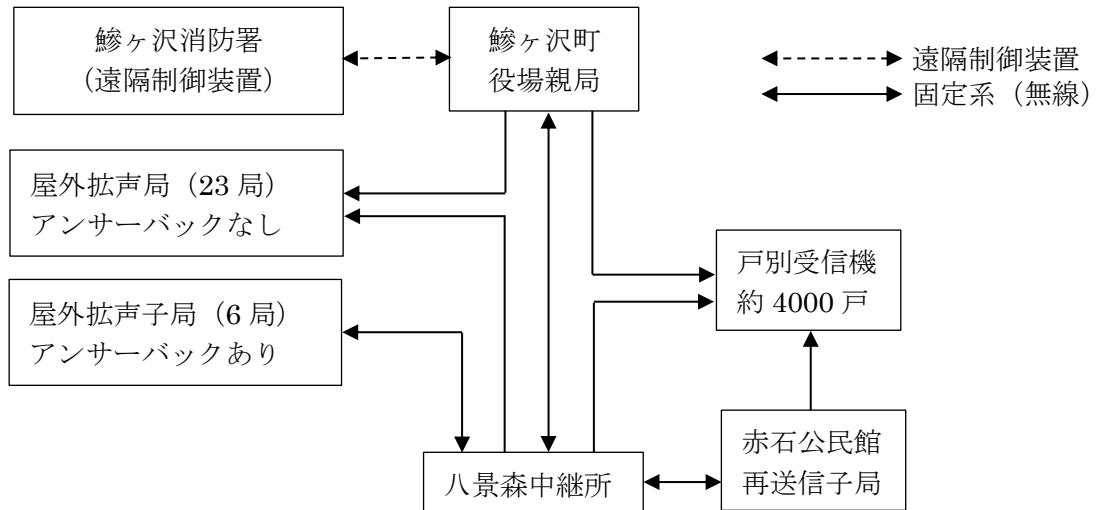 鰺ヶ沢消防署
（遠隔制御装置）
鰺ヶ沢町
役場親局
遠隔制御装置
固定系（無線）
屋外拡声局（23 局）
アンサーバックなし
戸別受信機
約 4000 戸
屋外拡声子局（6 局）
アンサーバックあり
赤石公民館
再送信子局
八景森中継所